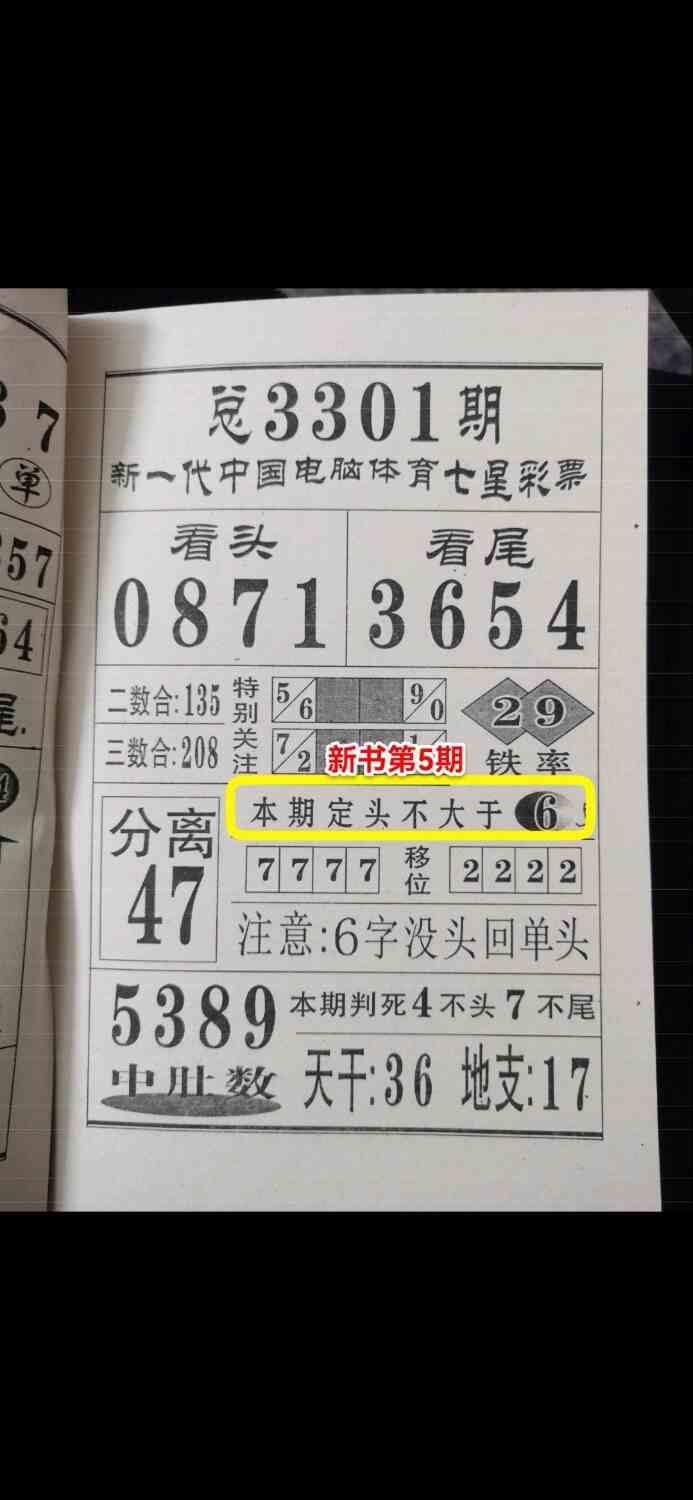 总3301期
新一代中国电脑体育七星彩票
看头 看尾
0871 3654
二数合:135
三数合:208
特别关注
5/6 9/0
7/2
29
铁率
新书第5期
本期定头不大于6
分离
47
7777 移位 2222
注意:6字没头回单头
5389
中肚数
本期判死4不头7不尾
天干:36 地支:17
7
单
57
64
尾